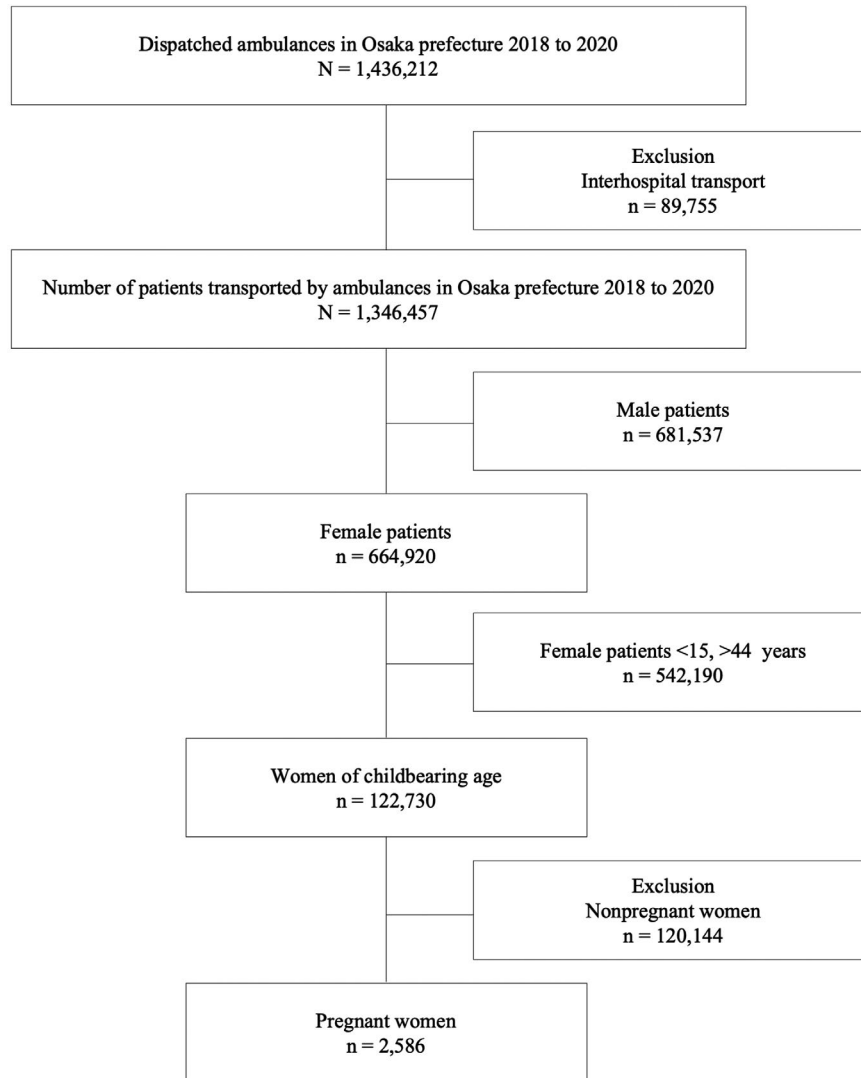 Dispatched ambulances in Osaka prefecture 2018 to 2020
N = 1,436,212
Exclusion
Interhospital transport
n = 89,755
Number of patients transported by ambulances in Osaka prefecture 2018 to 2020
N = 1,346,457
Male patients
n = 681,537
Female patients
n = 664,920
Female patients <15, >44 years
n = 542,190
Women of childbearing age
n = 122,730
Exclusion
Nonpregnant women
n = 120,144
Pregnant women
n = 2,586